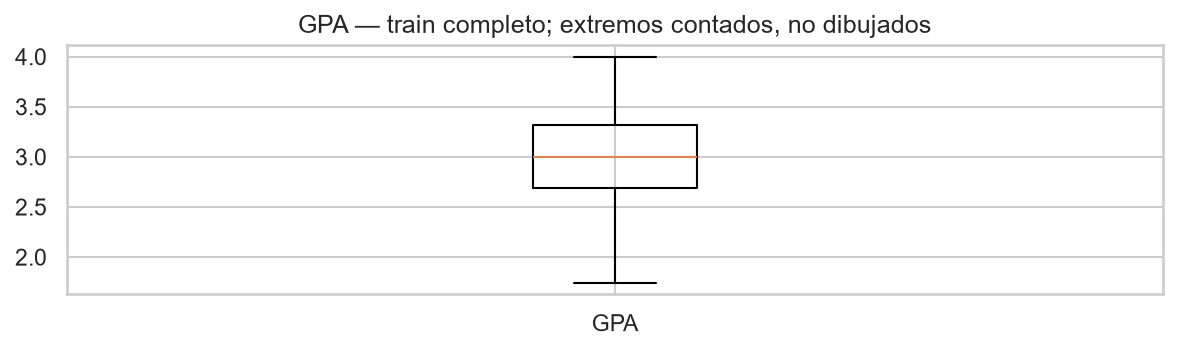 GPA — train completo; extremos contados, no dibujados
4.0
3.5
3.0
2.5
2.0
GPA